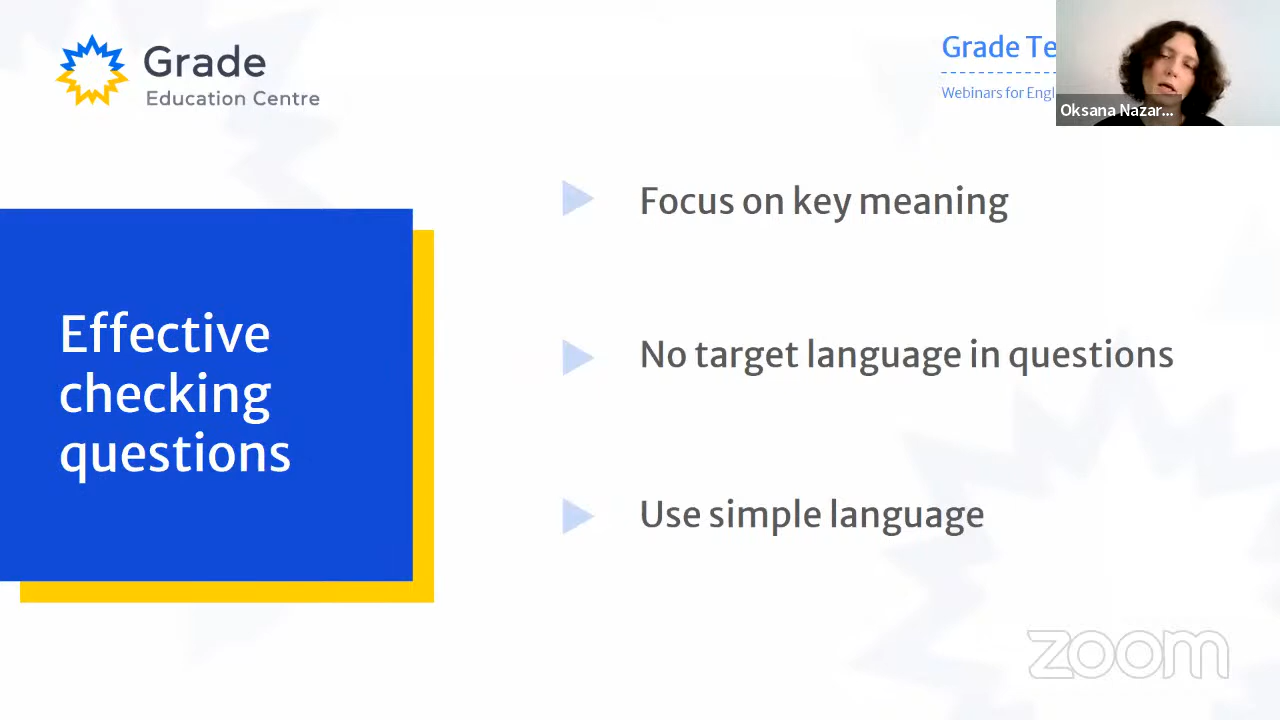 Grade
Education Centre
Grade Te
Webinars for Engl
Oksana Nazar...
Focus on key meaning
Effective
checking
questions
No target language in questions
Use simple language
zoom